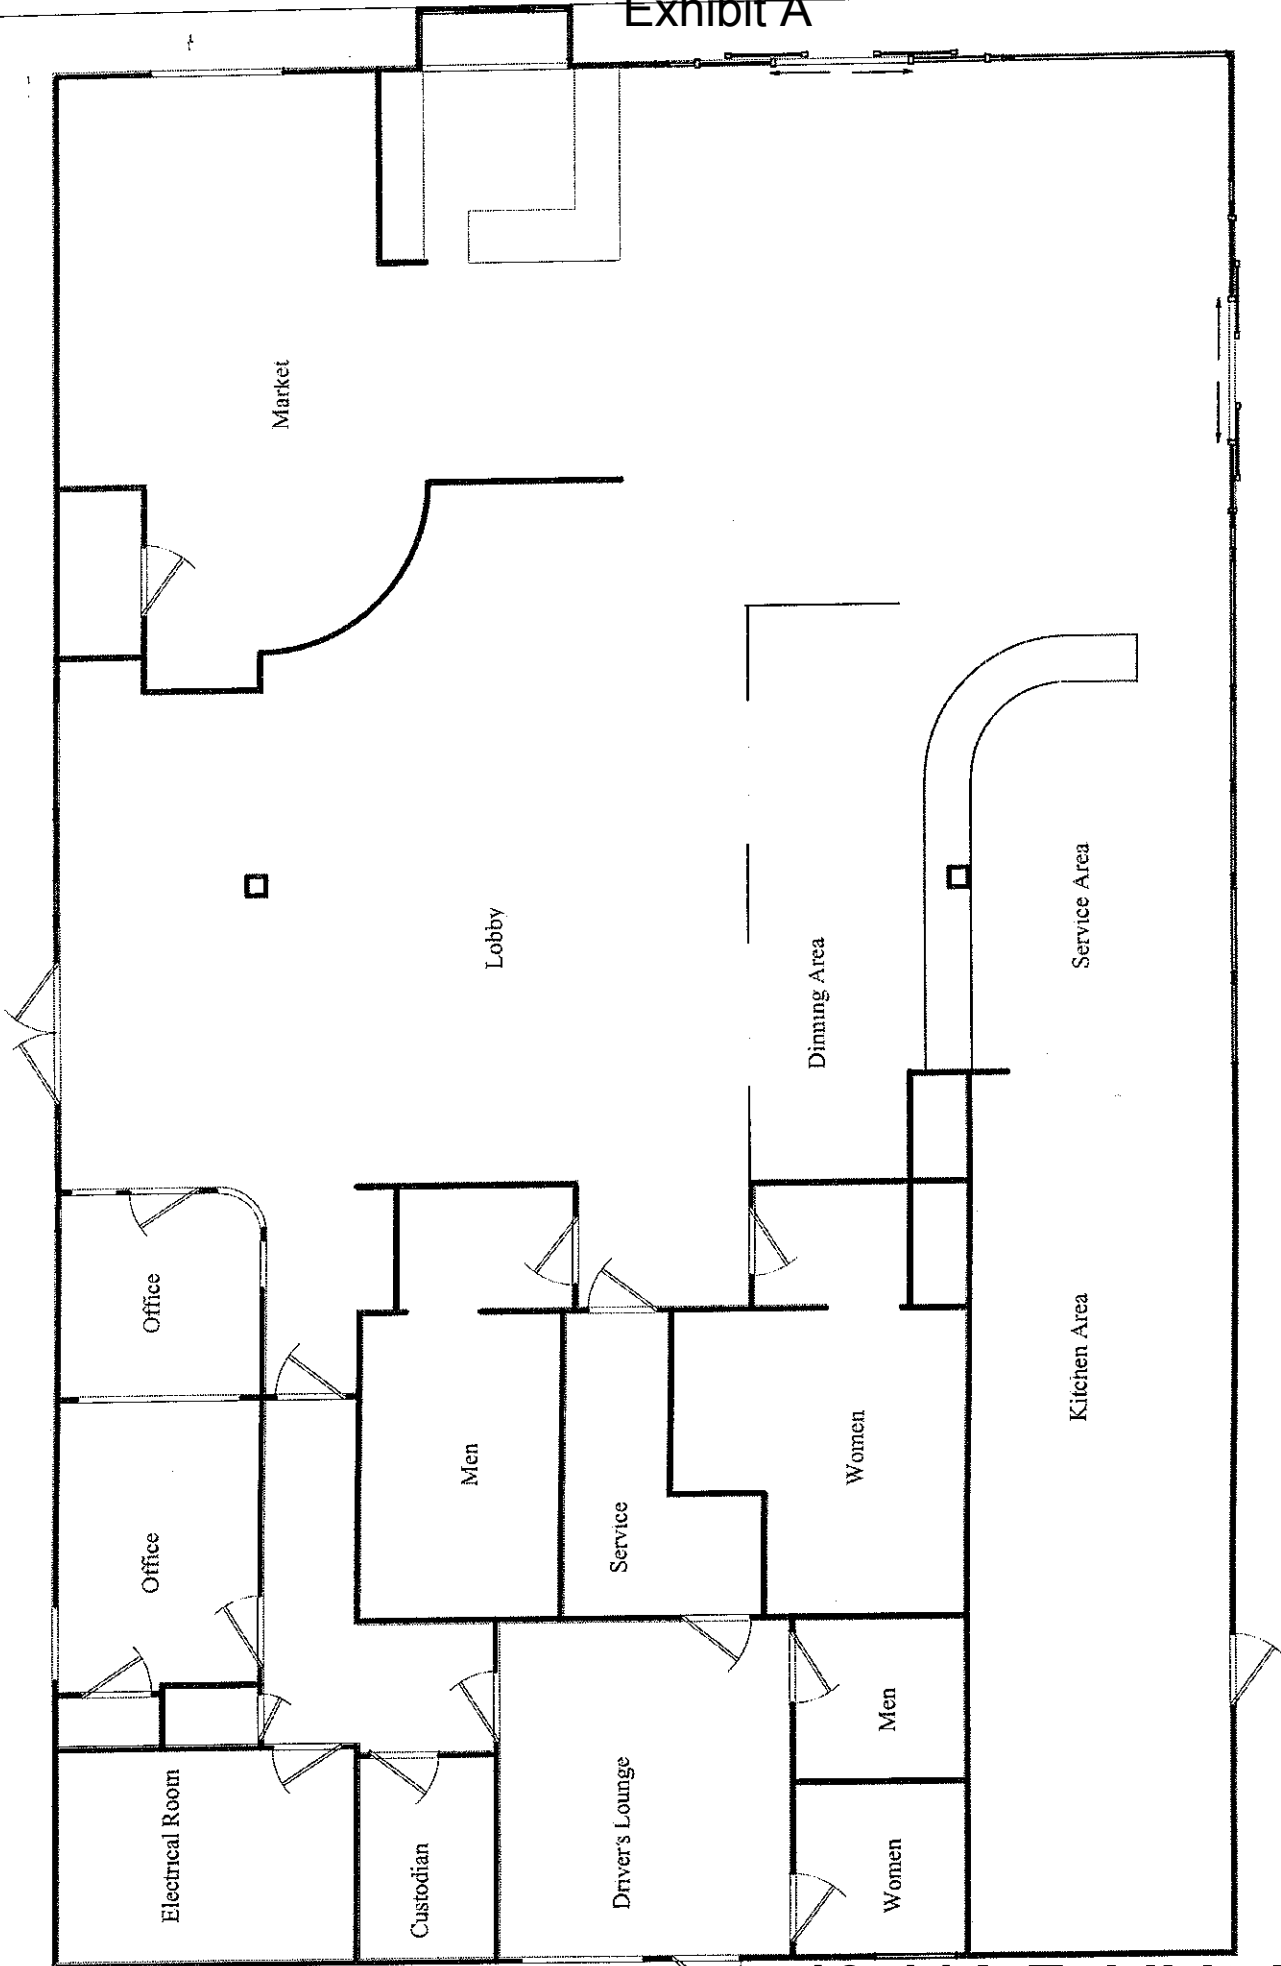 Exhibit A
Market
Lobby
Dinning Area
Service Area
Office
Office
Men
Service
Women
Kitchen Area
Electrical Room
Custodian
Driver's Lounge
Men
Women